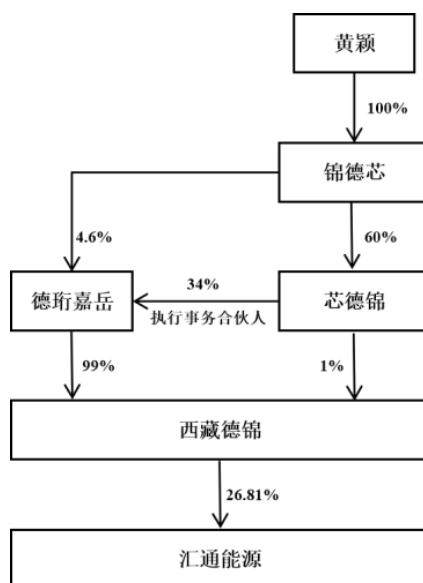 黄颖
100%
锦德芯
4.6%
60%
34%
德珩嘉岳
执行事务合伙人
芯德锦
99%
1%
西藏德锦
26.81%
汇通能源